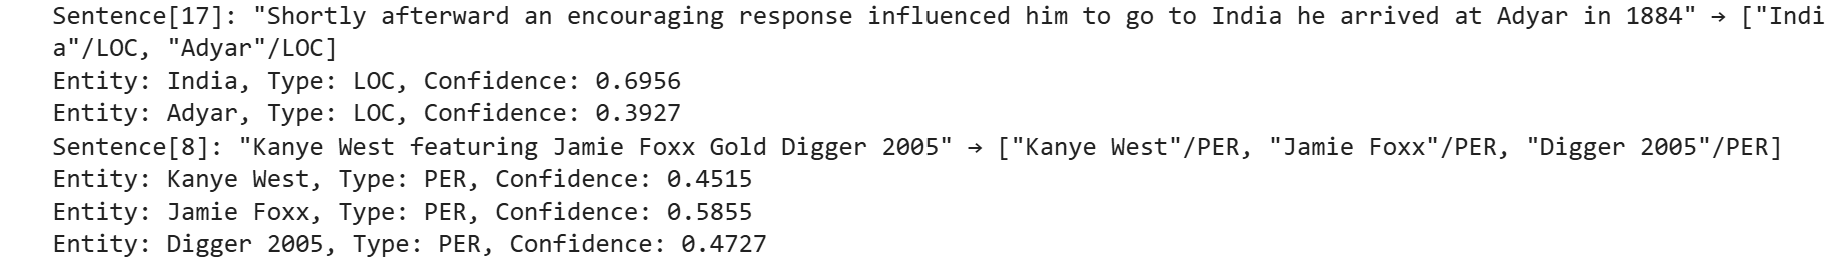 Sentence[17]: "Shortly afterward an encouraging response influenced him to go to India he arrived at Adyar in 1884" → ["Indi
a"/LOC, "Adyar"/LOC]
Entity: India, Type: LOC, Confidence: 0.6956
Entity: Adyar, Type: LOC, Confidence: 0.3927
Sentence[8]: "Kanye West featuring Jamie Foxx Gold Digger 2005" → ["Kanye West"/PER, "Jamie Foxx"/PER, "Digger 2005"/PER]
Entity: Kanye West, Type: PER, Confidence: 0.4515
Entity: Jamie Foxx, Type: PER, Confidence: 0.5855
Entity: Digger 2005, Type: PER, Confidence: 0.4727